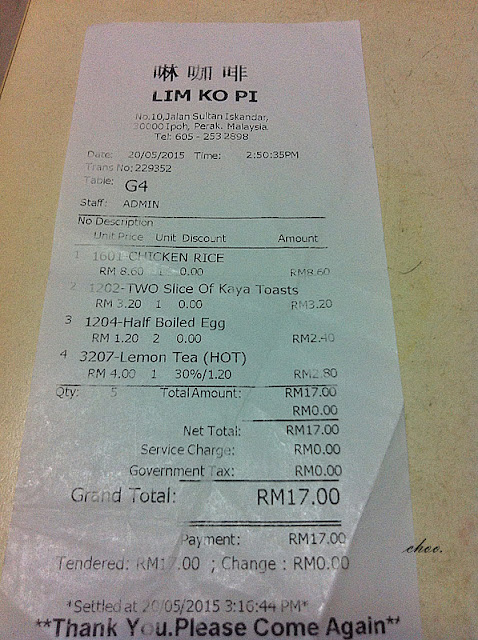 啉咖啡
LIM KO PI
No.10,Jalan Sultan Iskandar,
30000 Ipoh, Perak. Malaysia.
Tel: 605 - 253 2898
Date: 20/05/2015 Time: 2:50:35PM
Trans No: 229352
Table: G4
Staff: ADMIN
No Description
Unit Price Unit Discount Amount
1 1601-CHICKEN RICE
RM 8.60 1 0.00 RM8.60
2 1202-TWO Slice Of Kaya Toasts
RM 3.20 1 0.00 RM3.20
3 1204-Half Boiled Egg
RM 1.20 2 0.00 RM2.40
4 3207-Lemon Tea (HOT)
RM 4.00 1 30%/1.20 RM2.80
Qty: 5 Total Amount: RM17.00
RM0.00
Net Total: RM17.00
Service Charge: RM0.00
Government Tax: RM0.00
Grand Total: RM17.00
Payment: RM17.00
Tendered: RM17.00 ; Change : RM0.00
*Settled at 20/05/2015 3:16:44 PM*
**Thank You.Please Come Again**
choo.